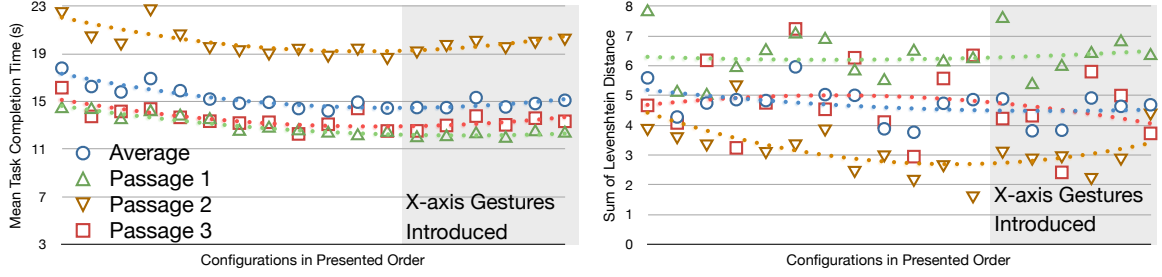 Mean Task Completion Time (s)
23
19
15
11
7
3
Average
Passage 1
Passage 2
Passage 3
X-axis Gestures
Introduced
Configurations in Presented Order
Sum of Levenshtein Distance
8
7
6
5
4
3
2
1
0
X-axis Gestures
Introduced
Configurations in Presented Order